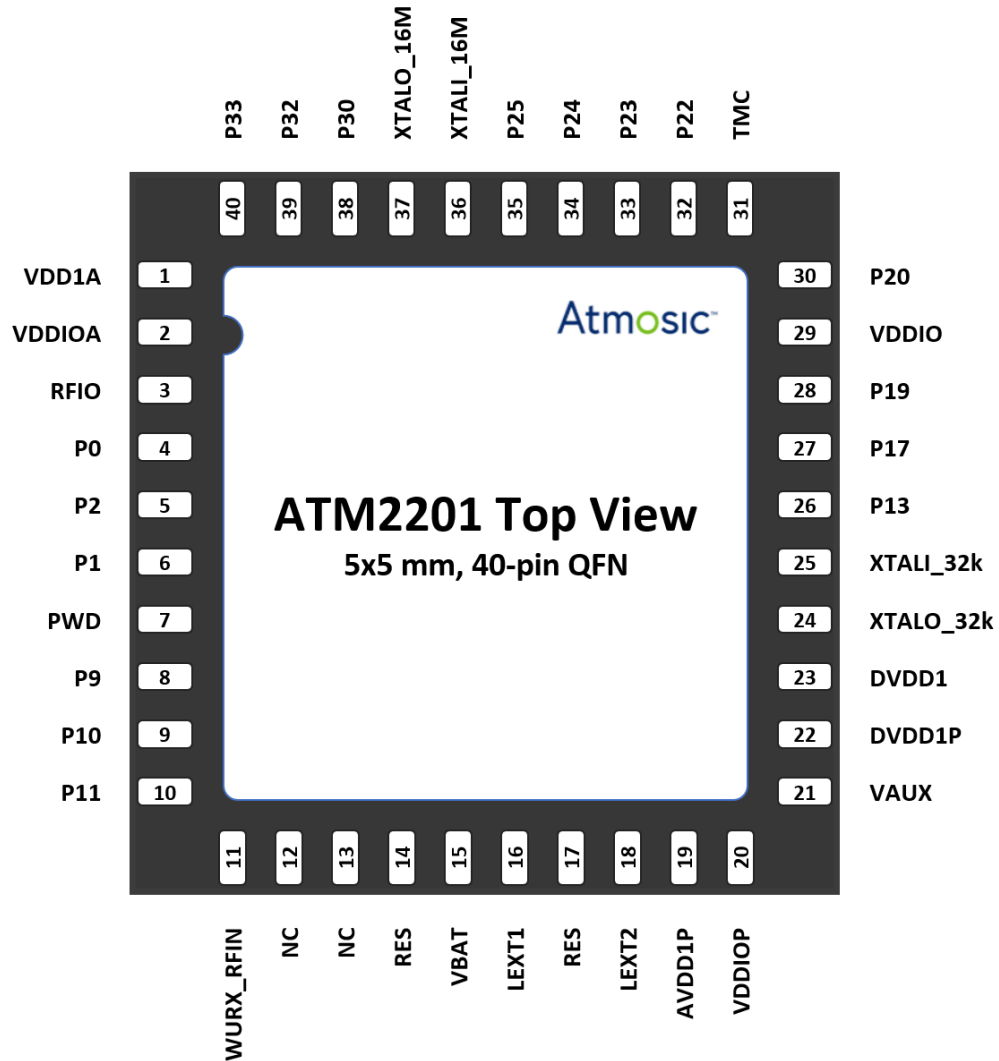 P33
P32
P30
XTALO_16M
XTALI_16M
P25
P24
P23
P22
TMC
40
39
38
37
36
35
34
33
32
31
VDD1A 1
VDDIOA 2
RFIO 3
P0 4
P2 5
P1 6
PWD 7
P9 8
P10 9
P11 10
Atmosic™
ATM2201 Top View
5x5 mm, 40-pin QFN
30 P20
29 VDDIO
28 P19
27 P17
26 P13
25 XTALI_32k
24 XTALO_32k
23 DVDD1
22 DVDD1P
21 VAUX
11
12
13
14
15
16
17
18
19
20
WURX_RFIN
NC
NC
RES
VBAT
LEXT1
RES
LEXT2
AVDD1P
VDDIOP